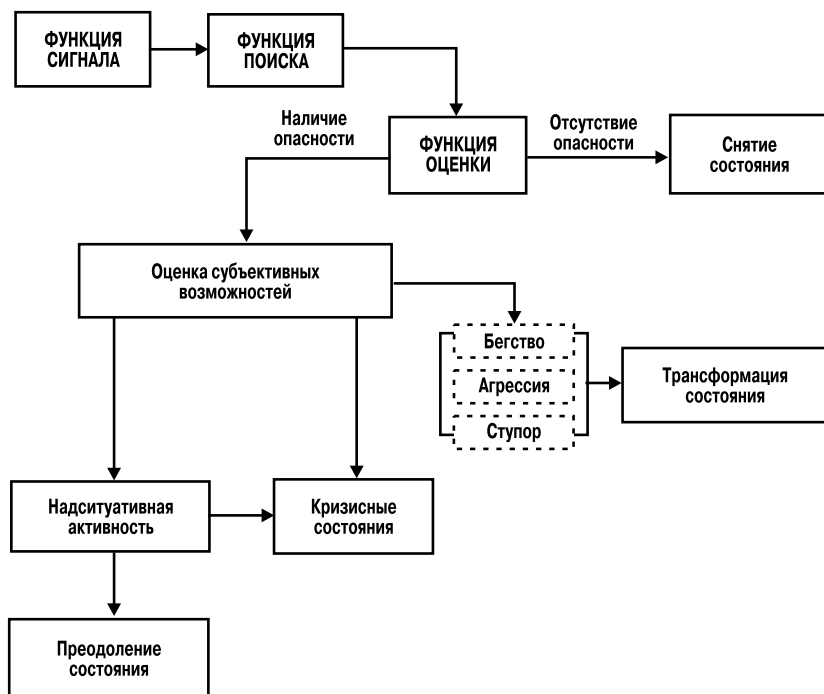 ФУНКЦИЯ
СИГНАЛА
ФУНКЦИЯ
ПОИСКА
Наличие
опасности
ФУНКЦИЯ
ОЦЕНКИ
Отсутствие
опасности
Снятие
состояния
Оценка субъективных
возможностей
Бегство
Агрессия
Ступор
Трансформация
состояния
Надситуативная
активность
Кризисные
состояния
Преодоление
состояния